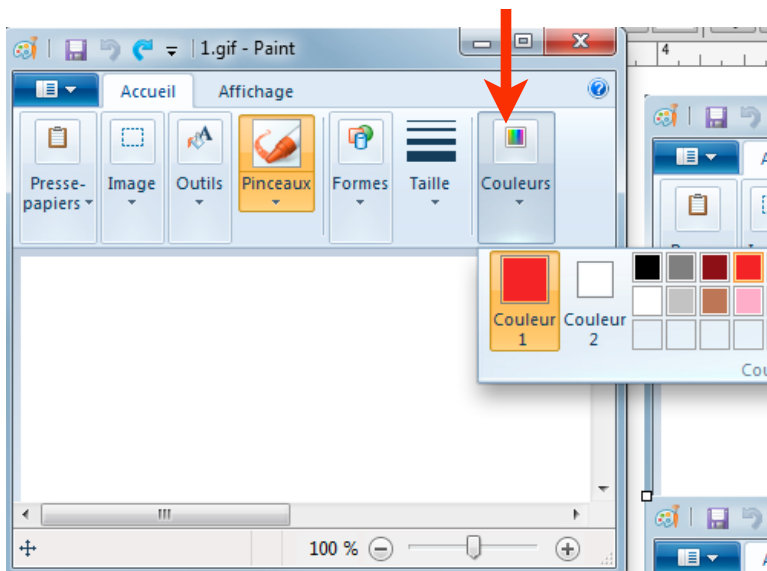 1.gif - Paint
4
Accueil Affichage
Presse-
papiers
Image
Outils
Pinceaux
Formes
Taille
Couleurs
Couleur
1
Couleur
2
100 %